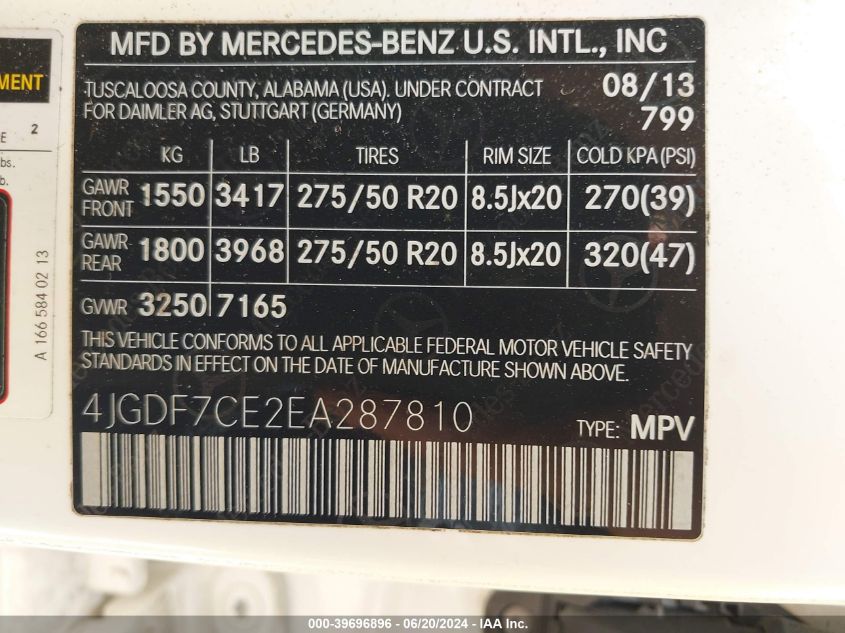 MFD BY MERCEDES-BENZ U.S. INTL., INC
TUSCALOOSA COUNTY, ALABAMA (USA). UNDER CONTRACT
FOR DAIMLER AG, STUTTGART (GERMANY)
08/13
799
KG LB TIRES RIM SIZE COLD KPA(PSI)
GAWR FRONT 1550 3417 275/50 R20 8.5Jx20 270(39)
GAWR REAR 1800 3968 275/50 R20 8.5Jx20 320(47)
GVWR 3250 7165
THIS VEHICLE CONFORMS TO ALL APPLICABLE FEDERAL MOTOR VEHICLE SAFETY
STANDARDS IN EFFECT ON THE DATE OF MANUFACTURE SHOWN ABOVE.
4JGDF7CE2EA287810
TYPE: MPV
2
A 166 584 02 13
000-39696896 - 06/20/2024 - IAA Inc.